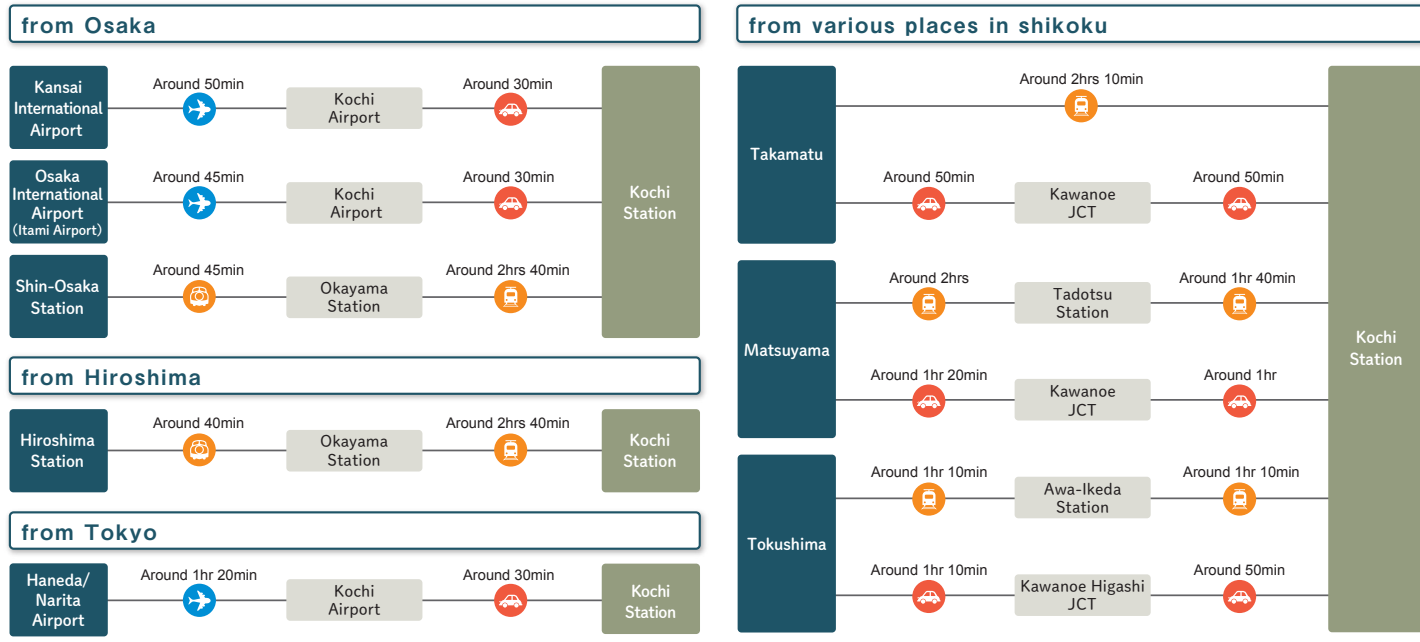 from Osaka
Kansai
International
Airport
Around 50min
Kochi
Airport
Around 30min
Osaka
International
Airport
(Itami Airport)
Around 45min
Kochi
Airport
Around 30min
Shin-Osaka
Station
Around 45min
Okayama
Station
Around 2hrs 40min
Kochi
Station
from Hiroshima
Hiroshima
Station
Around 40min
Okayama
Station
Around 2hrs 40min
Kochi
Station
from Tokyo
Haneda/
Narita
Airport
Around 1hr 20min
Kochi
Airport
Around 30min
Kochi
Station
from various places in shikoku
Takamatu
Around 2hrs 10min
Around 50min
Kawanoe
JCT
Around 50min
Matsuyama
Around 2hrs
Tadotsu
Station
Around 1hr 40min
Around 1hr 20min
Kawanoe
JCT
Around 1hr
Tokushima
Around 1hr 10min
Awa-Ikeda
Station
Around 1hr 10min
Around 1hr 10min
Kawanoe Higashi
JCT
Around 50min
Kochi
Station